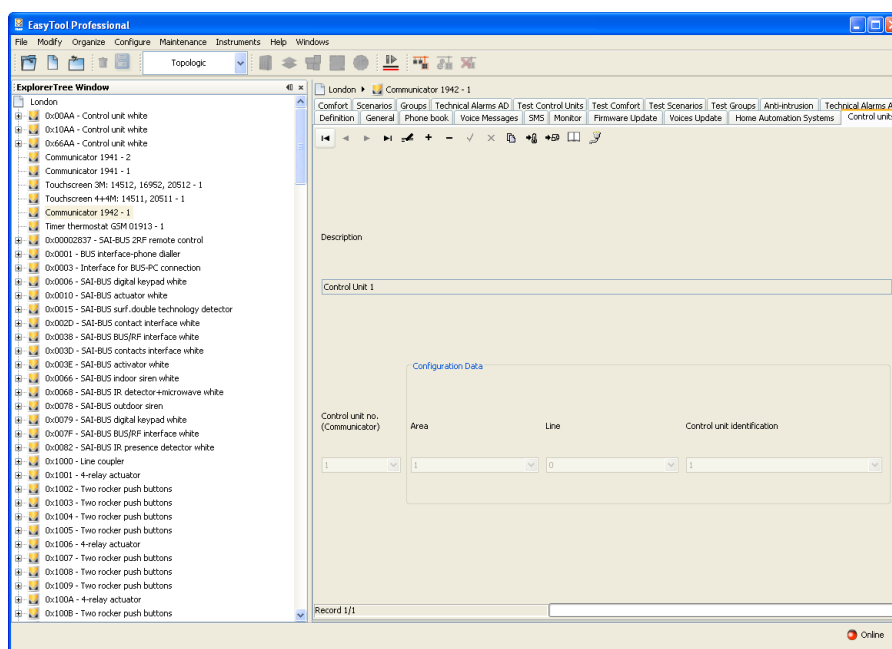 EasyTool Professional
File Modify Organize Configure Maintenance Instruments Help Windows
Topologic
ExplorerTree Window
London
0x00AA - Control unit white
0x10AA - Control unit white
0x66AA - Control unit white
Communicator 1941 - 2
Communicator 1941 - 1
Touchscreen 3M: 14512, 16952, 20512 - 1
Touchscreen 4+4M: 14511, 20511 - 1
Communicator 1942 - 1
Timer thermostat GSM 01913 - 1
0x00002837 - SAI-BUS 2RF remote control
0x0001 - BUS interface-phone dialler
0x0003 - Interface for BUS-PC connection
0x0006 - SAI-BUS digital keypad white
0x0010 - SAI-BUS actuator white
0x0015 - SAI-BUS surf.double technology detector
0x002D - SAI-BUS contact interface white
0x0038 - SAI-BUS BUS/RF interface white
0x003D - SAI-BUS contacts interface white
0x003E - SAI-BUS activator white
0x0066 - SAI-BUS indoor siren white
0x0068 - SAI-BUS IR detector+microwave white
0x0078 - SAI-BUS outdoor siren
0x0079 - SAI-BUS digital keypad white
0x007F - SAI-BUS BUS/RF interface white
0x0082 - SAI-BUS IR presence detector white
0x1000 - Line coupler
0x1001 - 4-relay actuator
0x1002 - Two rocker push buttons
0x1003 - Two rocker push buttons
0x1004 - Two rocker push buttons
0x1005 - Two rocker push buttons
0x1006 - 4-relay actuator
0x1007 - Two rocker push buttons
0x1008 - Two rocker push buttons
0x1009 - Two rocker push buttons
0x100A - 4-relay actuator
0x100B - Two rocker push buttons
London Communicator 1942 - 1
Comfort Scenarios Groups Technical Alarms AD Test Control Units Test Comfort Test Scenarios Test Groups Anti-intrusion Technical Alarms A
Definition General Phone book Voice Messages SMS Monitor Firmware Update Voices Update Home Automation Systems Control units
Description
Control Unit 1
Configuration Data
Control unit no.
(Communicator) Area Line Control unit identification
1 1 0 1
Record 1/1
Online